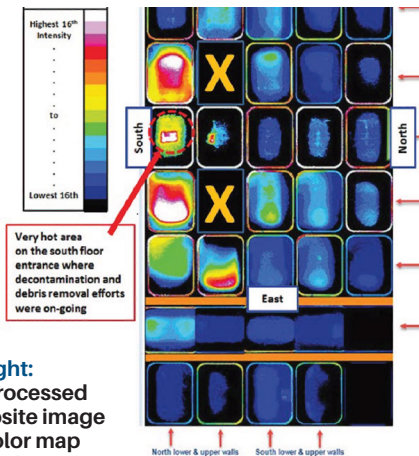 Highest 16th
Intensity
to
Lowest 16th
South
X
North
X
Very hot area
on the south floor
entrance where
decontamination and
debris removal efforts
were on-going
East
ght:
rocessed
osite image
olor map
North lower & upper walls
South lower & upper walls